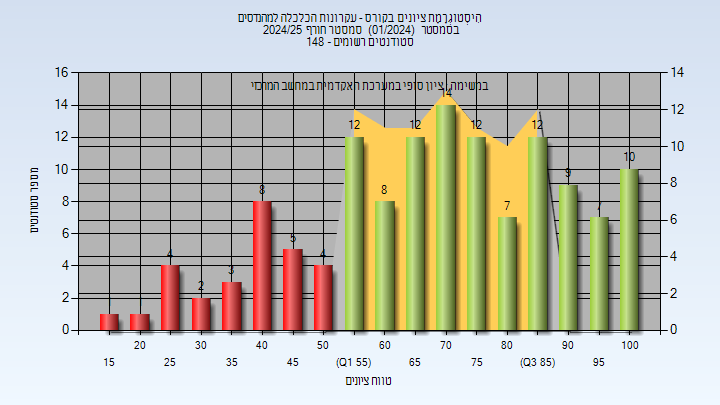 היסטוגרמת ציונים בקורס - עקרונות הכלכלה למהנדסים
בסמסטר (01/2024) סמסטר חורף 2024/25
סטודנטים רשומים - 148
במשימה: ציון סופי במערכת האקדמית במחשב המרכזי
16 14 12 10 8 6 4 2 0
14 12 10 8 6 4 2 0
מספר סטודנטים
1 1 4 2 3 8 5 4 12 8 12 14 12 7 12 9 7 10
20 30 40 50 60 70 80 90 100
15 25 35 45 (Q1 55) 65 75 (Q3 85) 95
טווח ציונים